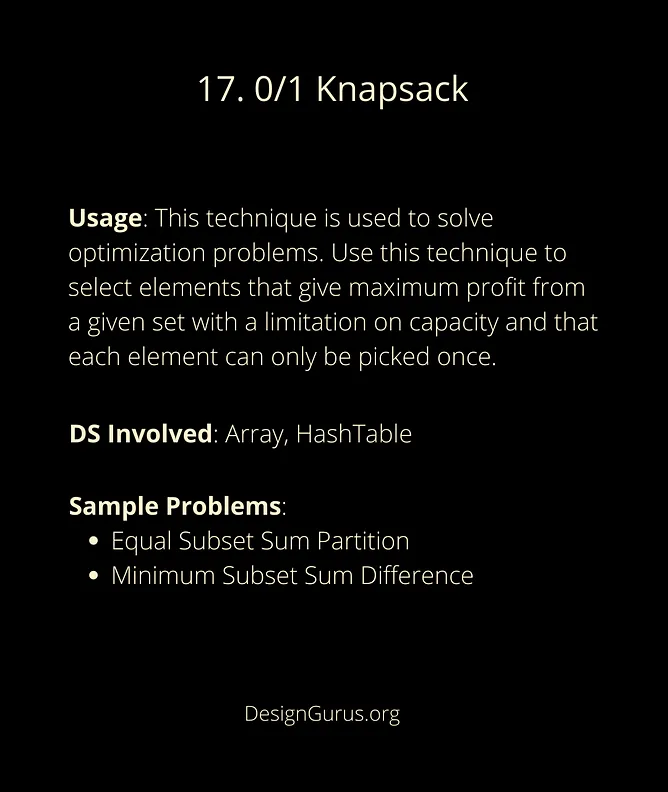 17. 0/1 Knapsack
Usage: This technique is used to solve
optimization problems. Use this technique to
select elements that give maximum profit from
a given set with a limitation on capacity and that
each element can only be picked once.
DS Involved: Array, HashTable
Sample Problems:
• Equal Subset Sum Partition
• Minimum Subset Sum Difference
DesignGurus.org